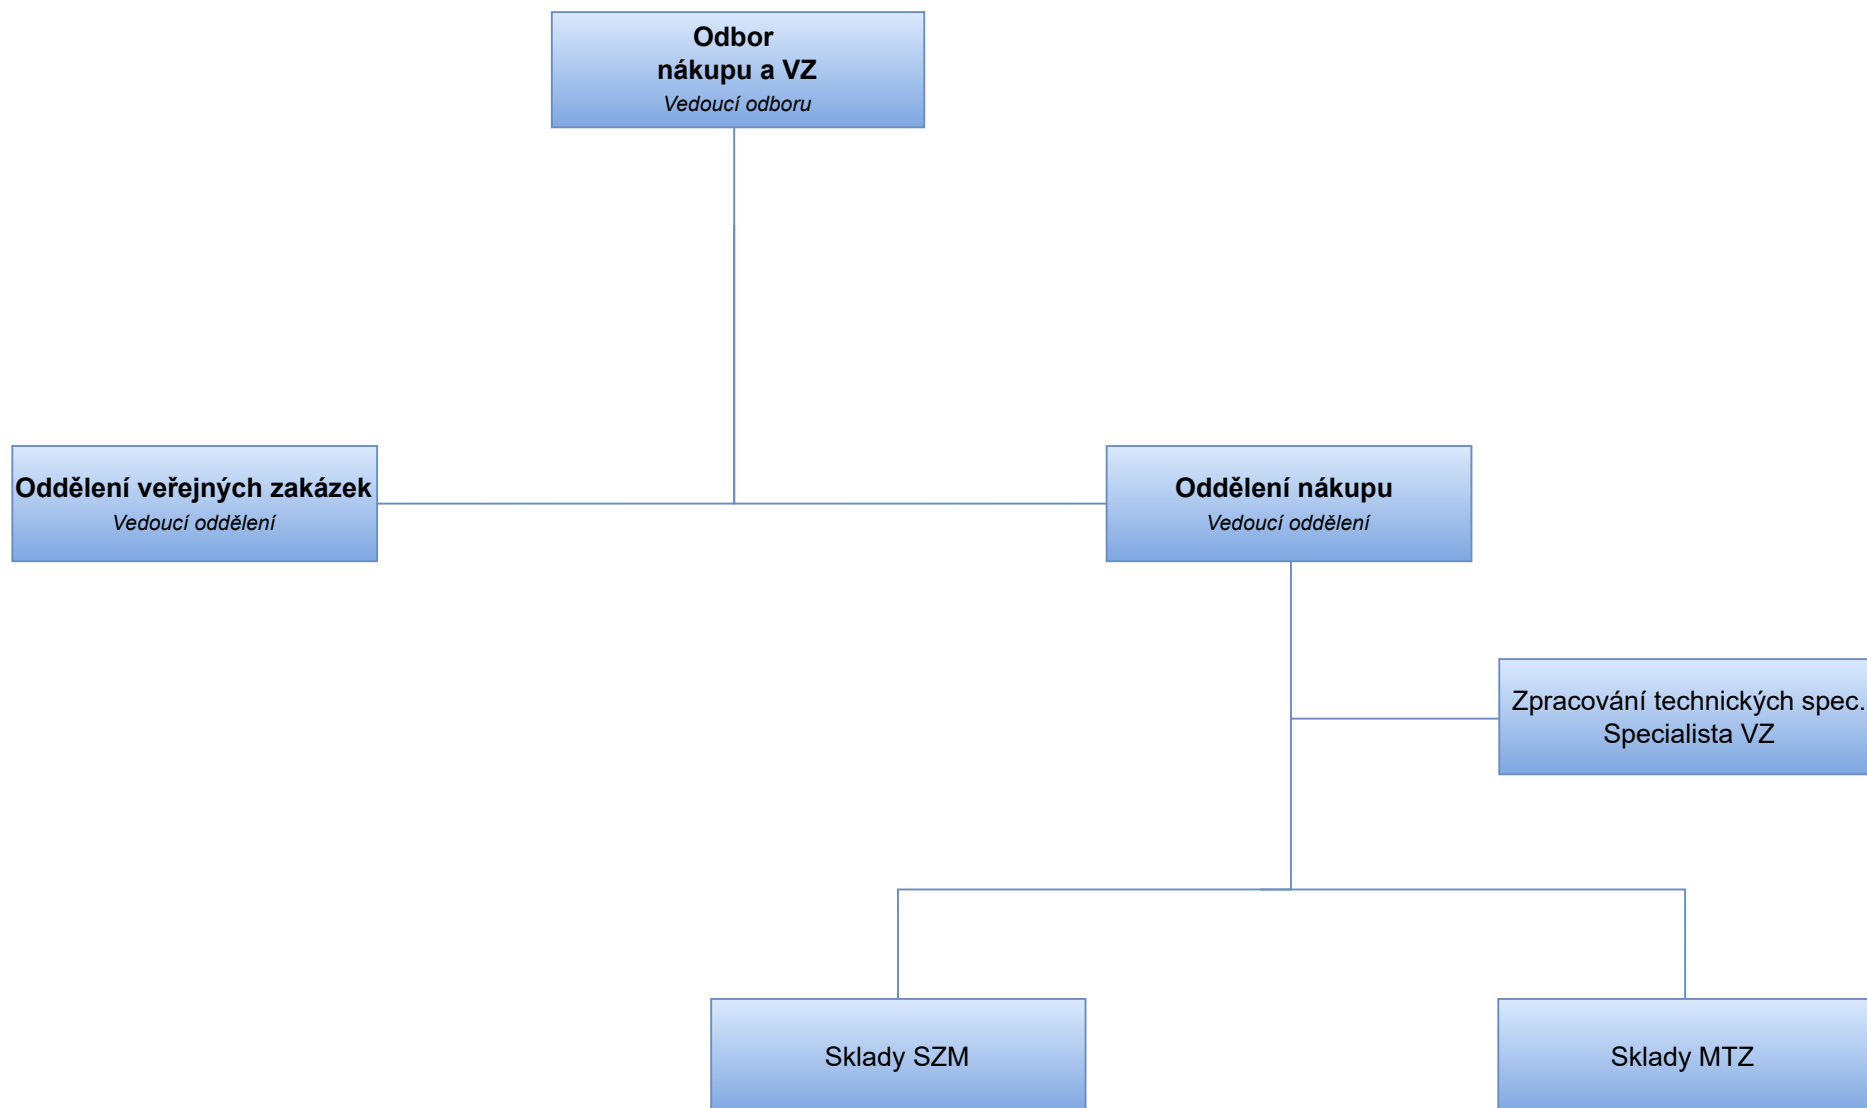 Odbor
nákupu a VZ
Vedoucí odboru
Oddělení veřejných zakázek
Vedoucí oddělení
Oddělení nákupu
Vedoucí oddělení
Zpracování technických spec.
Specialista VZ
Sklady SZM
Sklady MTZ